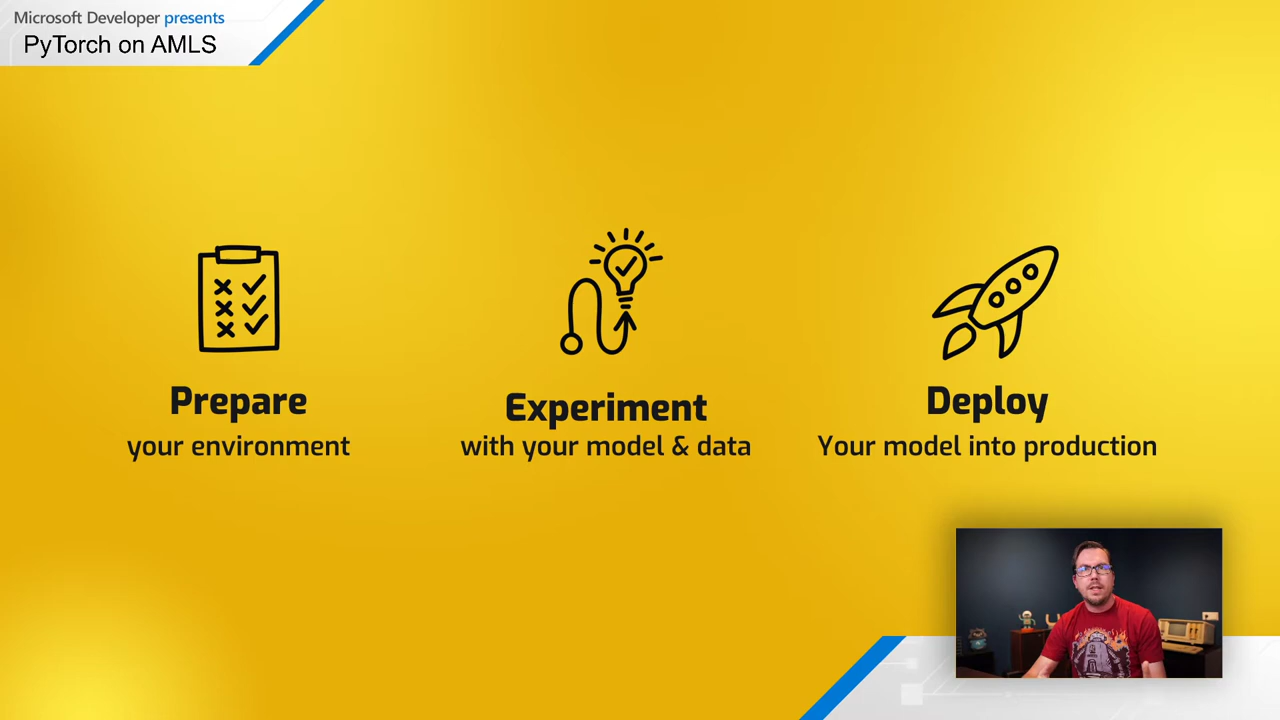 Microsoft Developer presents
PyTorch on AMLS
Prepare
your environment
Experiment
with your model & data
Deploy
Your model into production